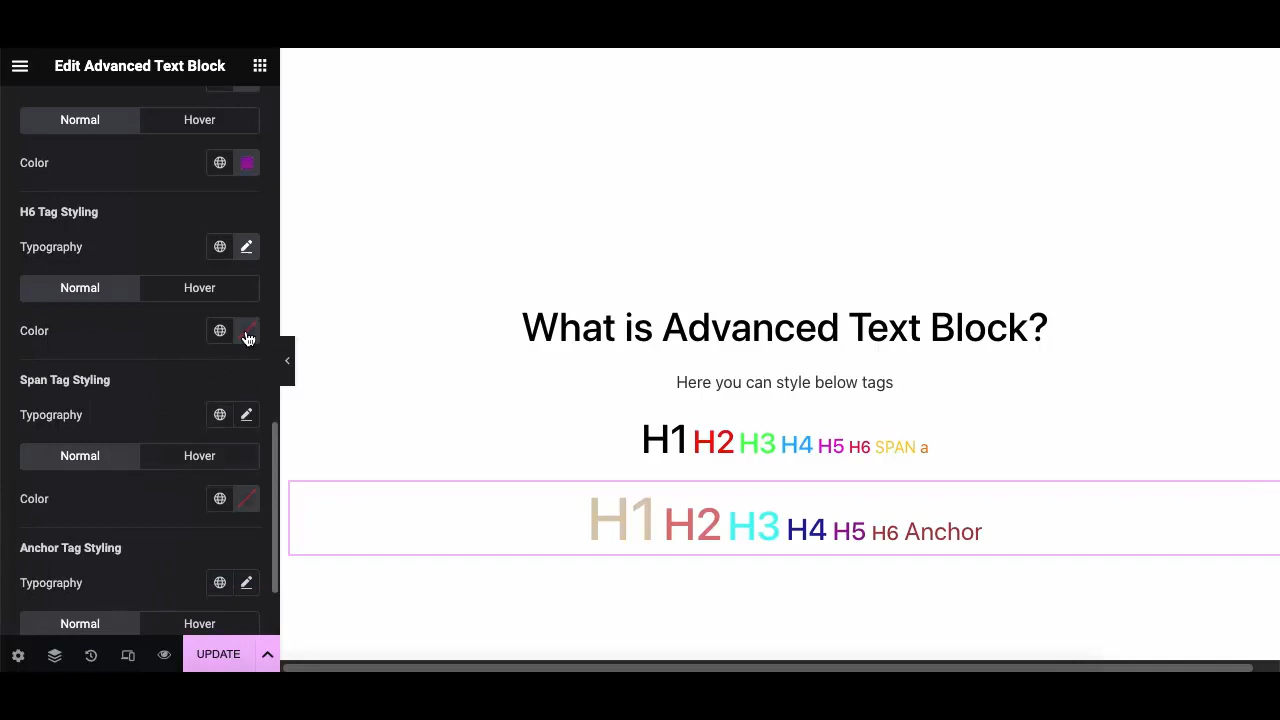 Edit Advanced Text Block
Normal Hover
Color
H6 Tag Styling
Typography
Normal Hover
Color
Span Tag Styling
Typography
Normal Hover
Color
Anchor Tag Styling
Typography
Normal Hover
UPDATE
What is Advanced Text Block?
Here you can style below tags
H1 H2 H3 H4 H5 H6 SPAN a
H1 H2 H3 H4 H5 H6 Anchor